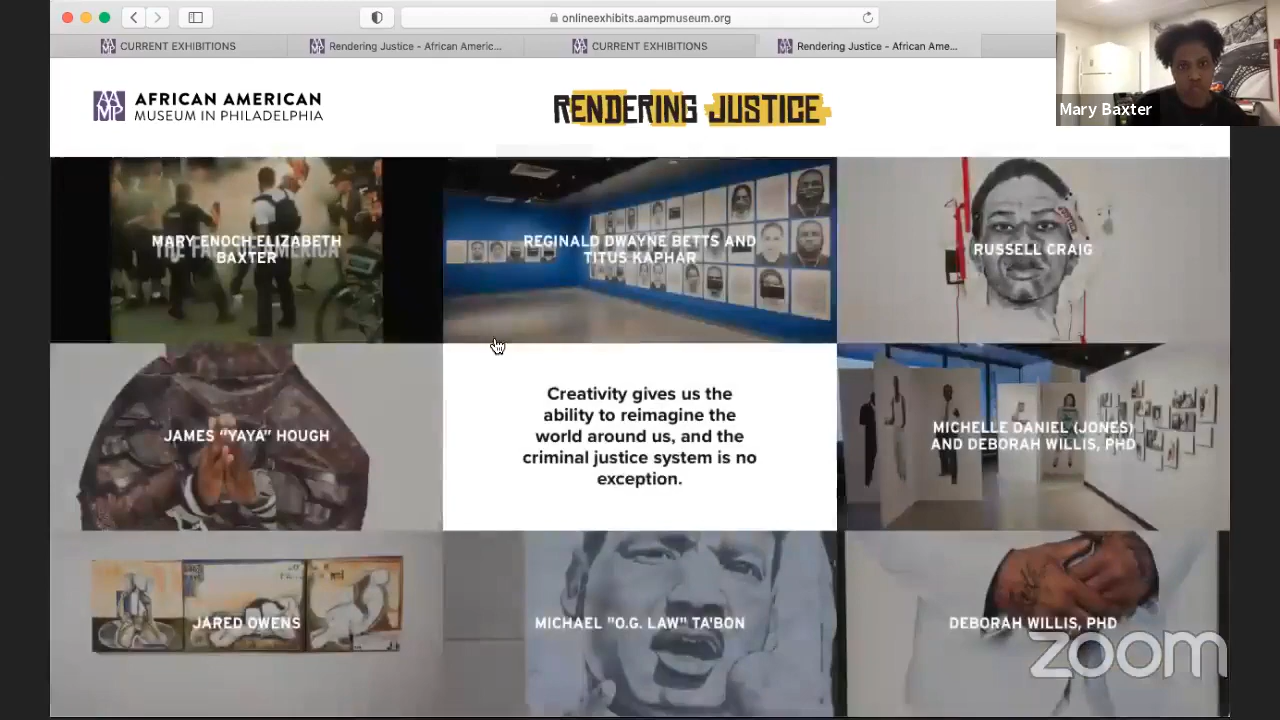 onlineexhibits.aampmuseum.org
CURRENT EXHIBITIONS
Rendering Justice - African Americ...
CURRENT EXHIBITIONS
Rendering Justice - African Ame...
Mary Baxter
AAMP
AFRICAN AMERICAN
MUSEUM IN PHILADELPHIA
RENDERING JUSTICE
MARY ENOCH ELIZABETH
BAXTER
REGINALD DWAYNE BETTS AND
TITUS KAPHAR
RUSSELL CRAIG
JAMES "YAYA" HOUGH
Creativity gives us the
ability to reimagine the
world around us, and the
criminal justice system is no
exception.
MICHELLE DANIEL (JONES)
AND DEBORAH WILLIS, PHD
JARED OWENS
MICHAEL "O.G. LAW" TA'BON
DEBORAH WILLIS, PHD
zoom